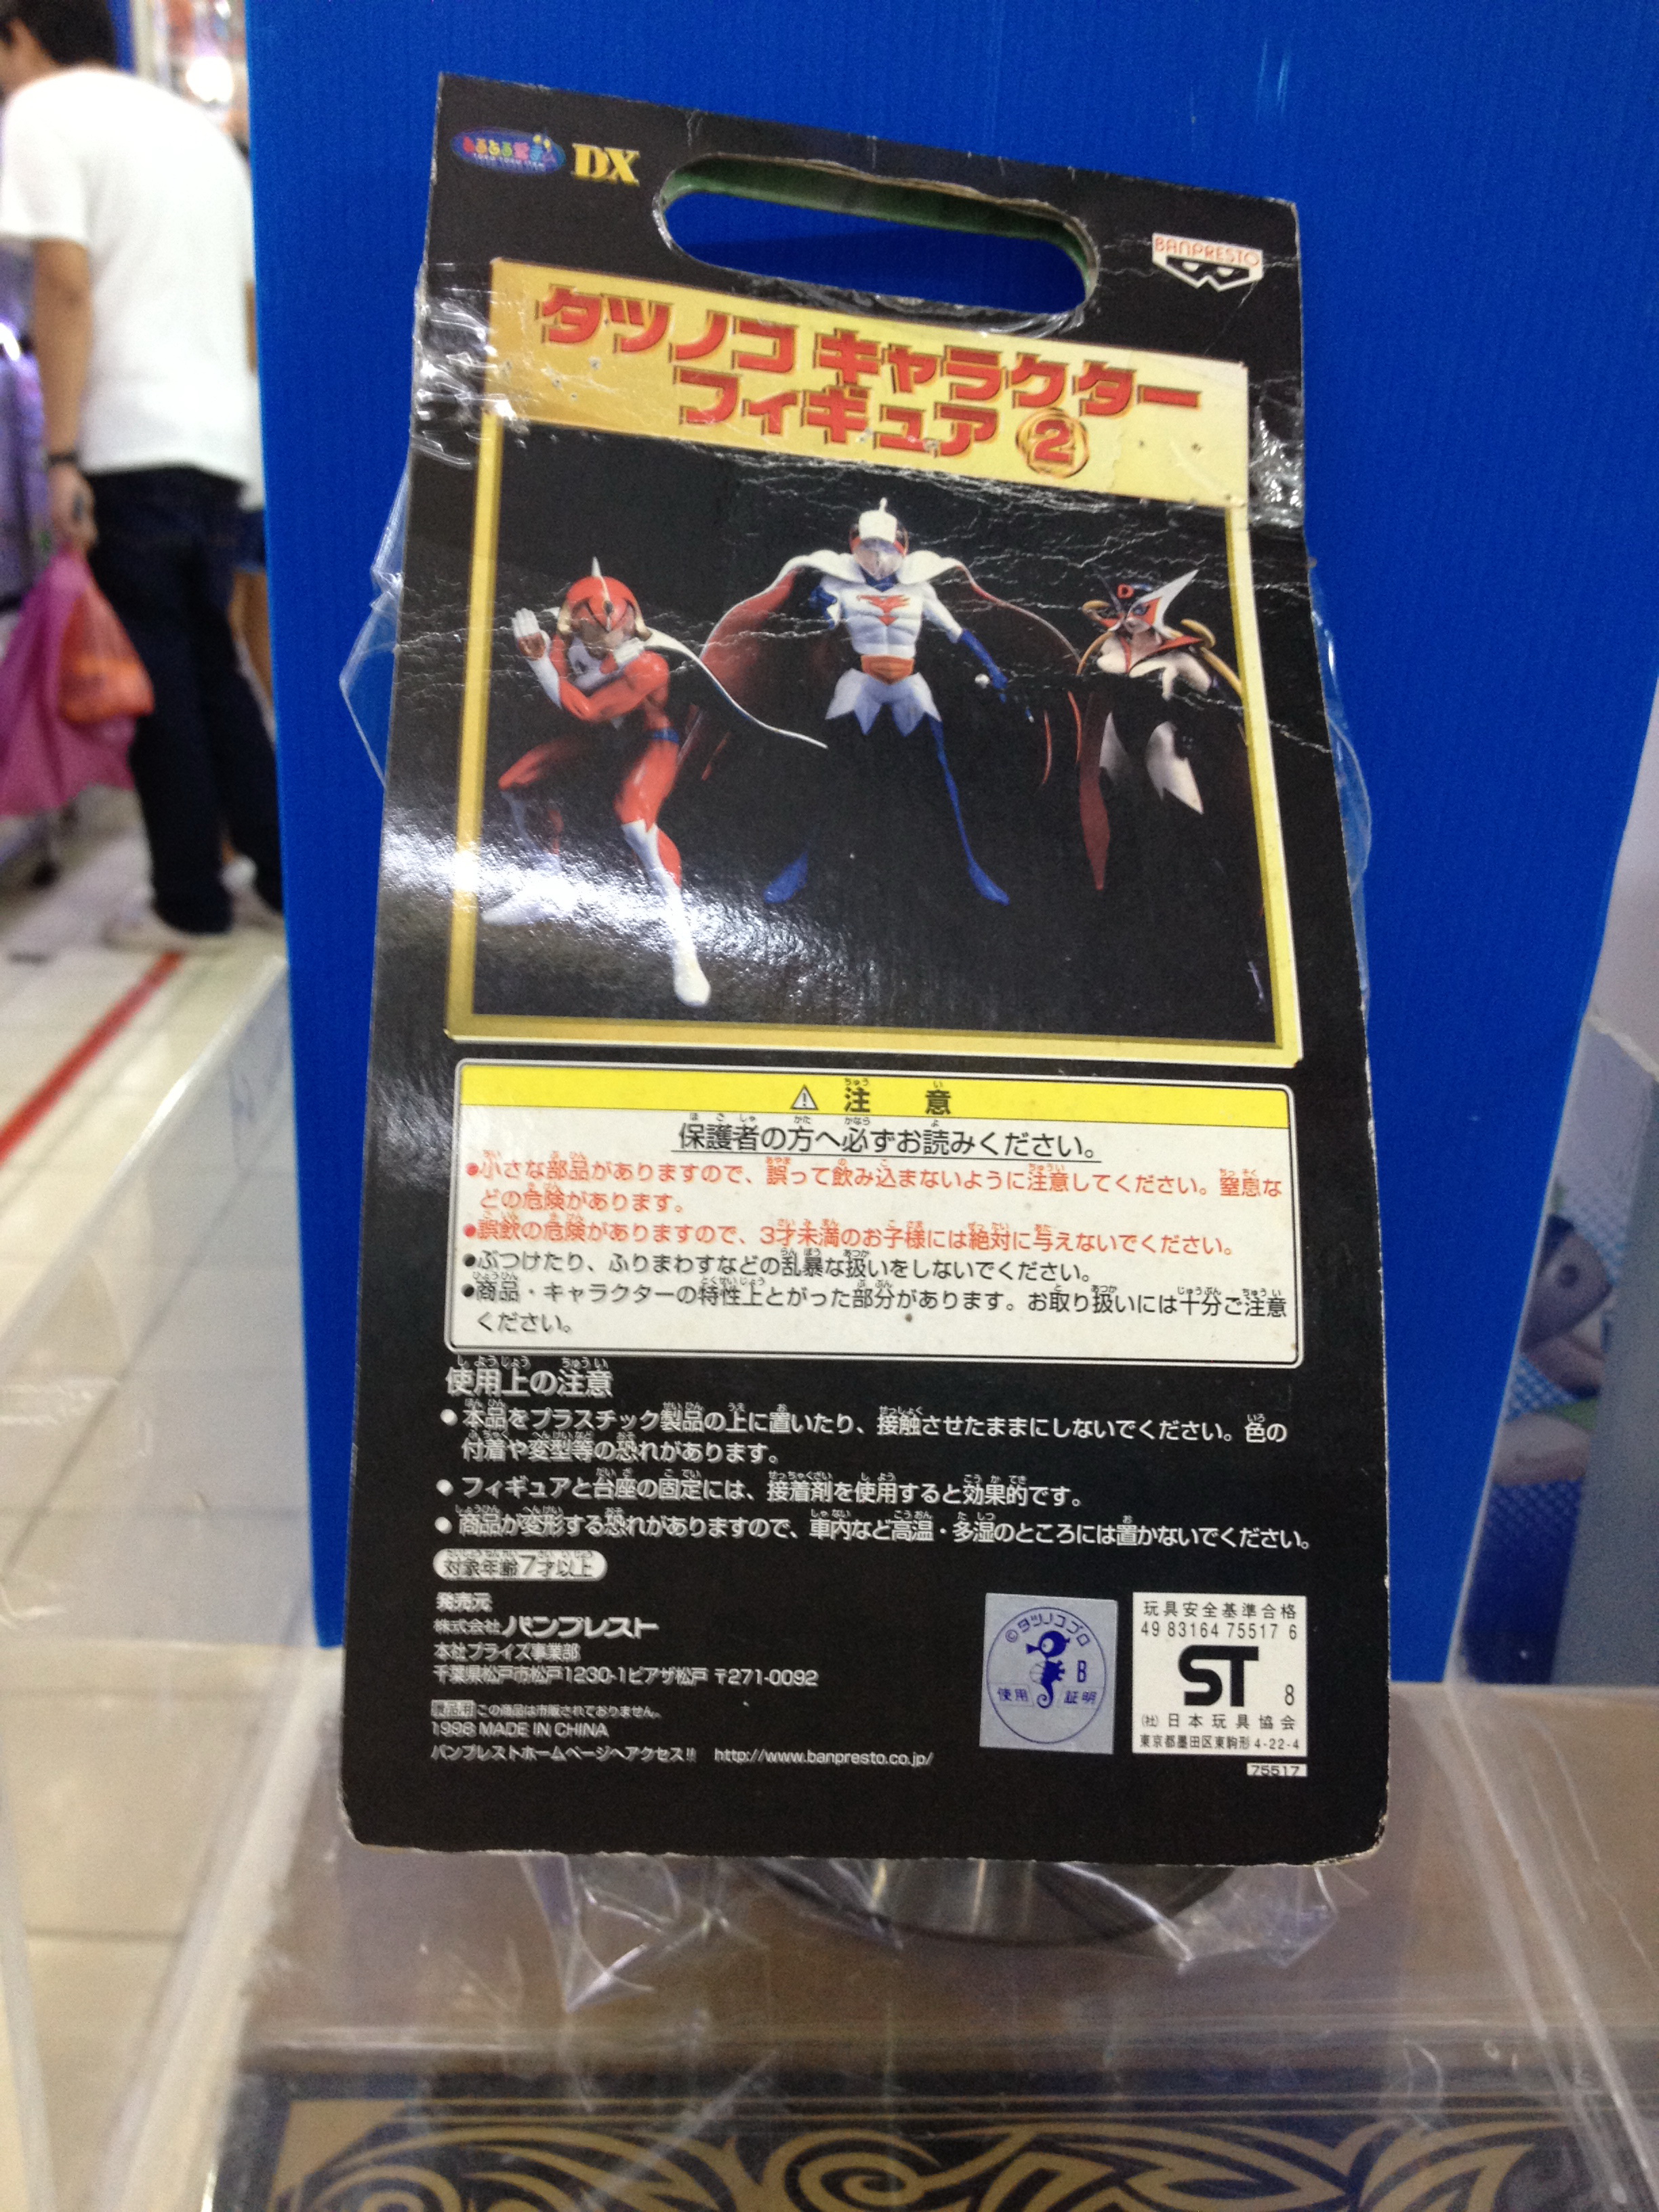 DX
BANPRESTO
タツノコ キャラクター
フィギュア ②
⚠ 注意
保護者の方へ必ずお読みください。
●小さな部品がありますので、誤って飲み込まないように注意してください。窒息な
どの危険があります。
●誤飲の危険がありますので、3才未満のお子様には絶対に与えないでください。
●ぶつけたり、ふりまわすなどの乱暴な扱いをしないでください。
●商品・キャラクターの特性上とがった部分があります。お取り扱いには十分ご注意
ください。
使用上の注意
●本品をプラスチック製品の上に置いたり、接触させたままにしないでください。色の
付着や変型等の恐れがあります。
●フィギュアと台座の固定には、接着剤を使用すると効果的です。
●商品が変形する恐れがありますので、車内など高温・多湿のところには置かないでください。
対象年齢7才以上
発売元
株式会社バンプレスト
本社プライズ事業部
千葉県松戸市松戸1230-1ピアザ松戸 〒271-0092
景品用 この商品は市販されておりません。
1998 MADE IN CHINA
バンプレストホームページへアクセス!! http://www.banpresto.co.jp/
©タツノコプロ
B
使用 証明
玩具安全基準合格
49 83164 75517 6
ST 8
(社)日本玩具協会
東京都墨田区東駒形4-22-4
75517